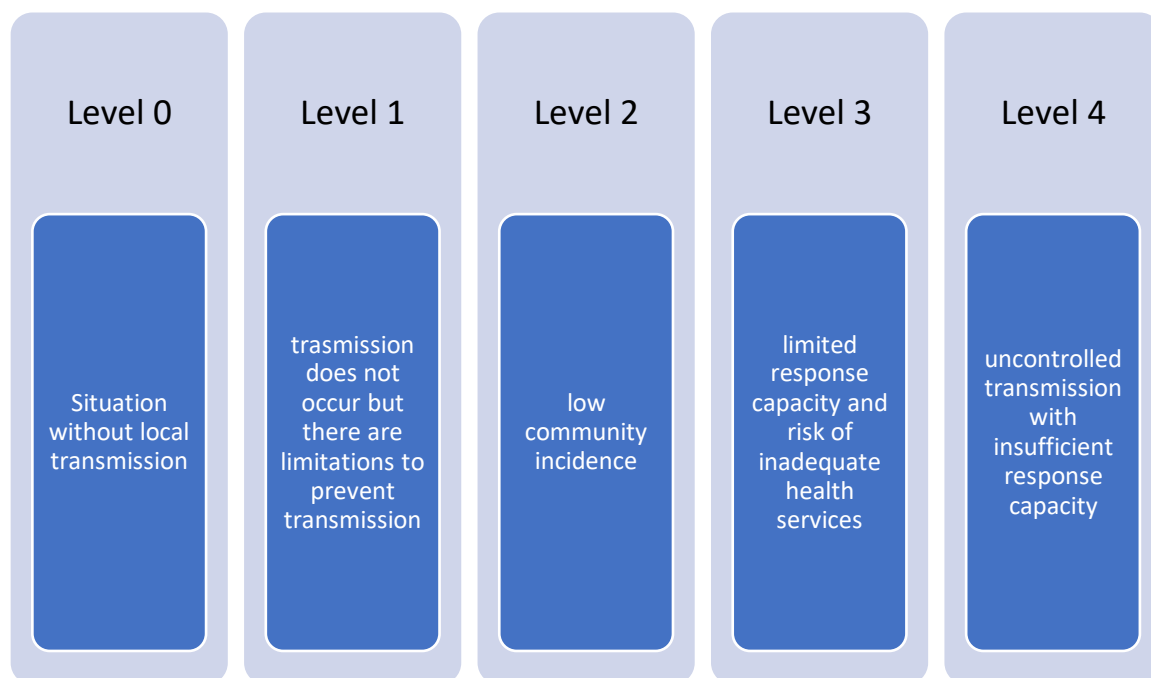 Level 0
Situation
without local
transmission
Level 1
trasmission
does not
occur but
there are
limitations to
prevent
transmission
Level 2
low
community
incidence
Level 3
limited
response
capacity and
risk of
inadequate
health
services
Level 4
uncontrolled
transmission
with
insufficient
response
capacity